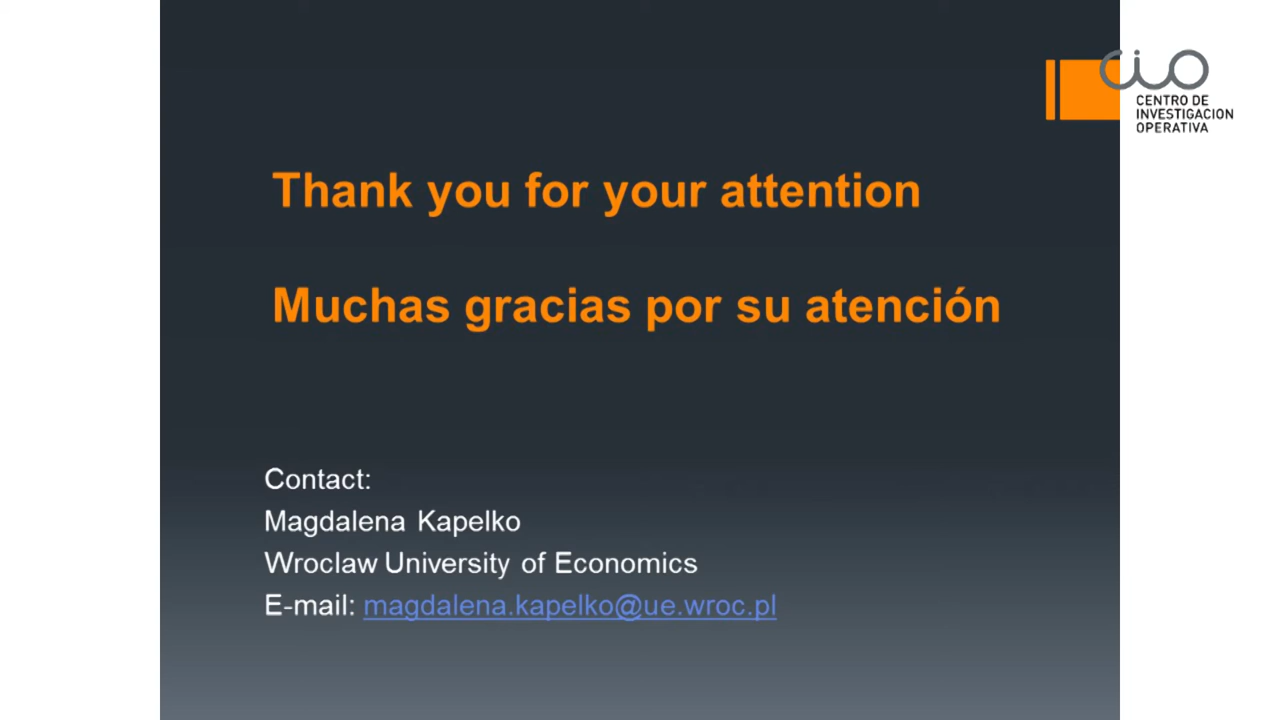 cio
CENTRO DE
INVESTIGACION
OPERATIVA
Thank you for your attention
Muchas gracias por su atención
Contact:
Magdalena Kapelko
Wroclaw University of Economics
E-mail: magdalena.kapelko@ue.wroc.pl